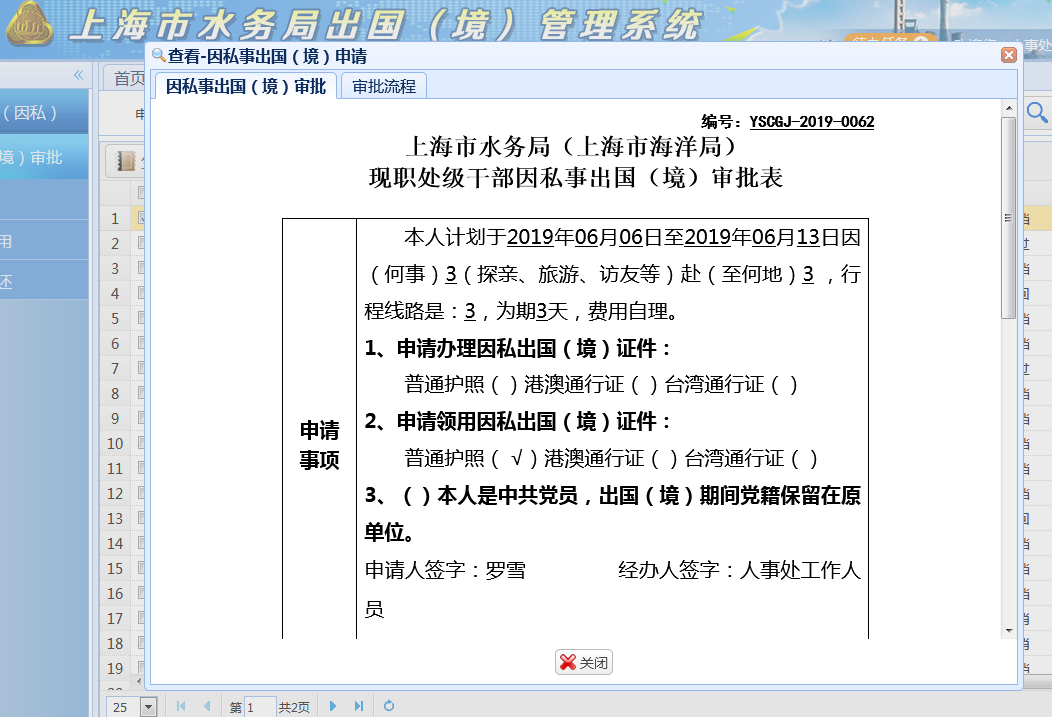 上海市水务局出国（境）管理系统
查看-因私事出国（境）申请
因私事出国（境）审批
审批流程
首页
（因私）
境）审批
用
还
编号：YSCGJ-2019-0062
上海市水务局（上海市海洋局）
现职处级干部因私事出国（境）审批表
申请
事项
本人计划于2019年06月06日至2019年06月13日因
（何事）3（探亲、旅游、访友等）赴（至何地）3 ，行
程线路是：3，为期3天，费用自理。
1、申请办理因私出国（境）证件：
普通护照（ ）港澳通行证（ ）台湾通行证（ ）
2、申请领用因私出国（境）证件：
普通护照（ √ ）港澳通行证（ ）台湾通行证（ ）
3、（ ）本人是中共党员，出国（境）期间党籍保留在原
单位。
申请人签字：罗雪
经办人签字：人事处工作人
员
1
2
3
4
5
6
7
8
9
10
11
12
13
14
15
16
17
18
19
关闭
25
第
1
共2页